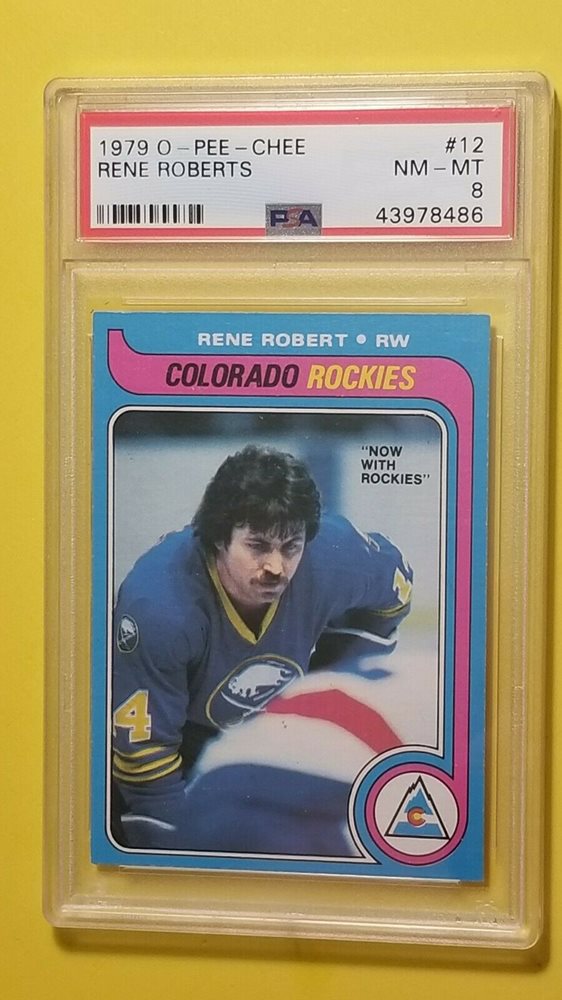 1979 O-PEE-CHEE #12
RENE ROBERTS NM-MT
8
PSA 43978486
RENE ROBERT • RW
COLORADO ROCKIES
"NOW
WITH
ROCKIES"
4
4
C